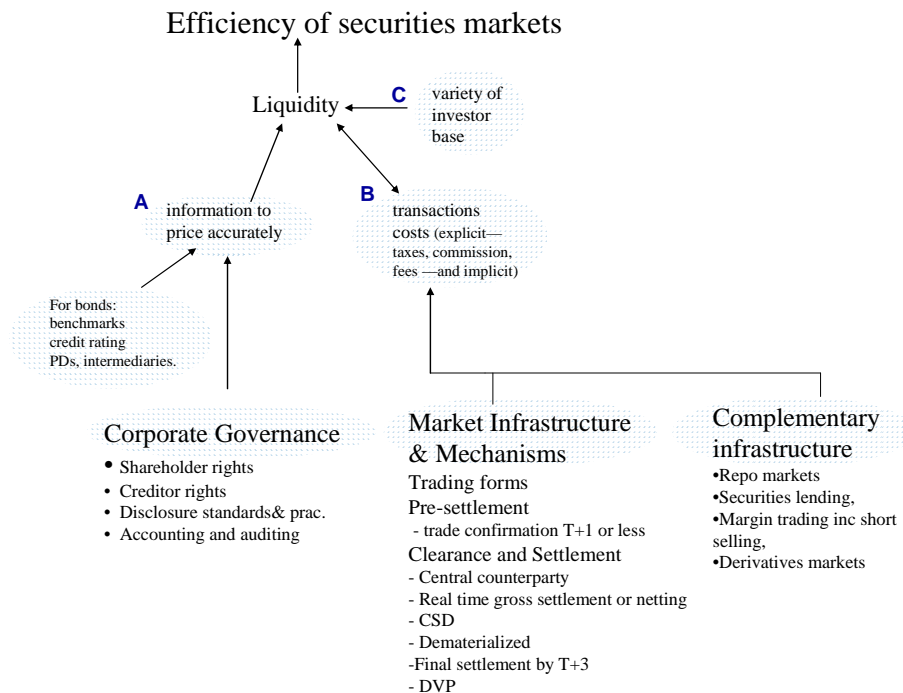 Efficiency of securities markets
Liquidity
C
variety of
investor
base
A
information to
price accurately
B
transactions
costs (explicit—
taxes, commission,
fees —and implicit)
For bonds:
benchmarks
credit rating
PDs, intermediaries.
Corporate Governance
• Shareholder rights
• Creditor rights
• Disclosure standards& prac.
• Accounting and auditing
Market Infrastructure
& Mechanisms
Trading forms
Pre-settlement
- trade confirmation T+1 or less
Clearance and Settlement
- Central counterparty
- Real time gross settlement or netting
- CSD
- Dematerialized
-Final settlement by T+3
- DVP
Complementary
infrastructure
•Repo markets
•Securities lending,
•Margin trading inc short
selling,
•Derivatives markets